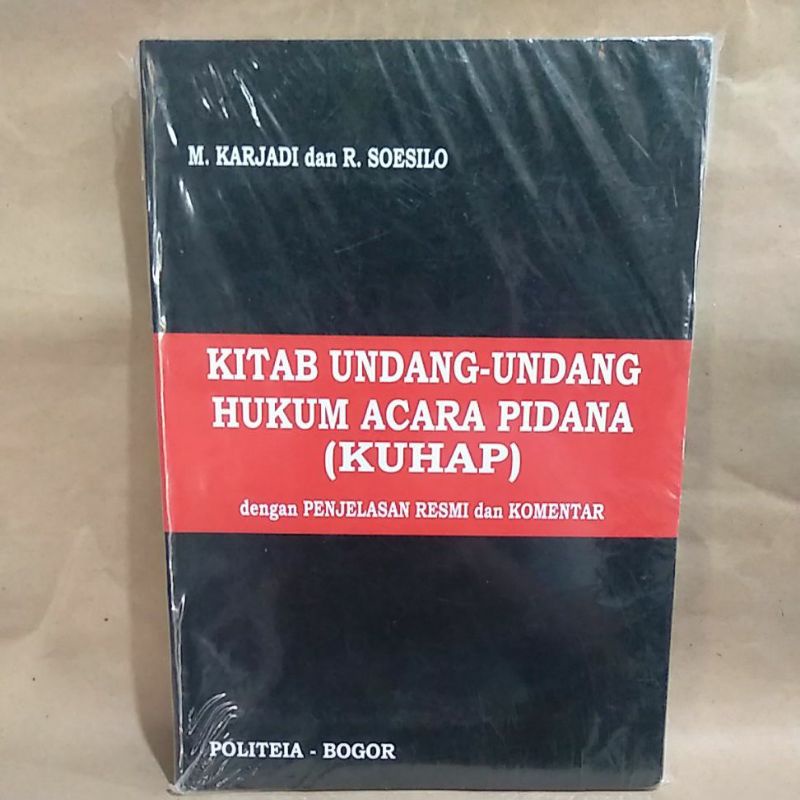 M. KARJADI dan R. SOESILO
KITAB UNDANG-UNDANG
HUKUM ACARA PIDANA
(KUHAP)
dengan PENJELASAN RESMI dan KOMENTAR
POLITEIA - BOGOR